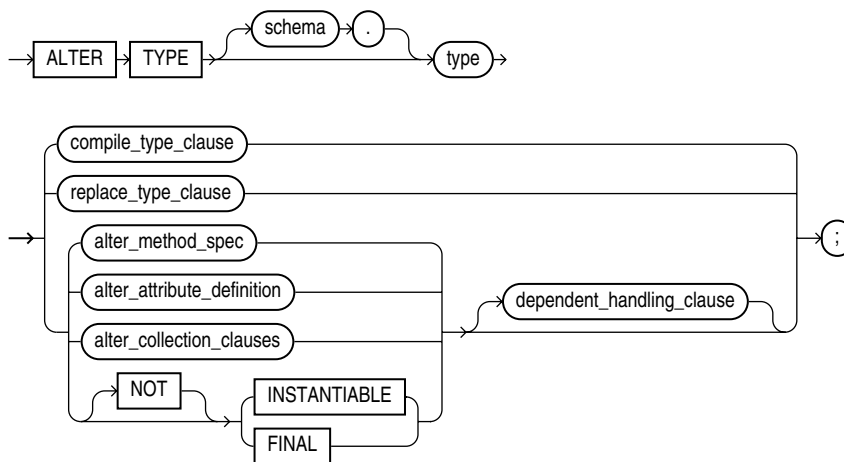 ALTER TYPE schema . type
compile_type_clause
replace_type_clause
alter_method_spec
alter_attribute_definition
alter_collection_clauses
NOT INSTANTIABLE
FINAL
dependent_handling_clause
;